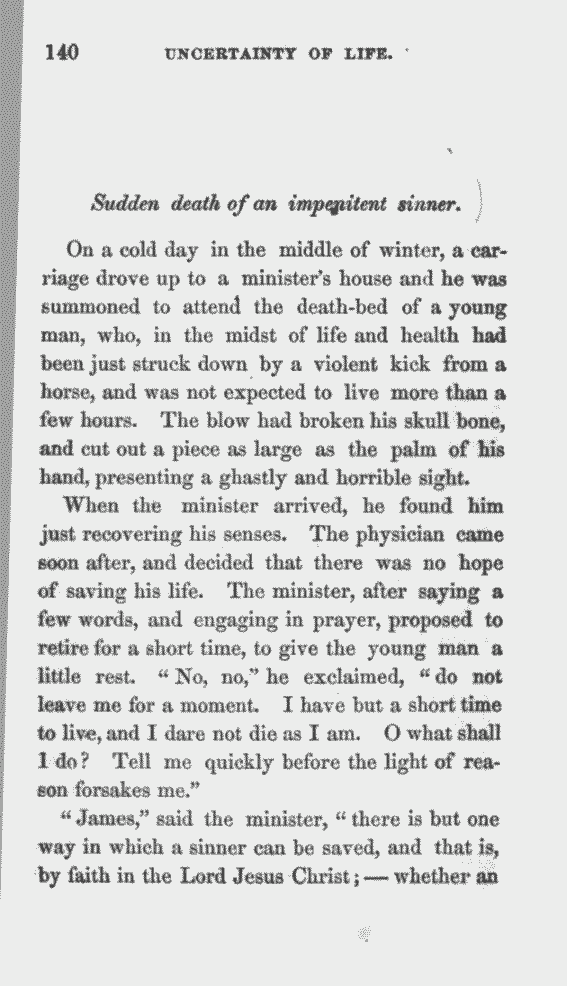 140 UNCERTAINTY OF LIFE.
Sudden death of an impenitent sinner.
On a cold day in the middle of winter, a car-
riage drove up to a minister's house and he was
summoned to attend the death-bed of a young
man, who, in the midst of life and health had
been just struck down by a violent kick from a
horse, and was not expected to live more than a
few hours. The blow had broken his skull bone,
and cut out a piece as large as the palm of his
hand, presenting a ghastly and horrible sight.
When the minister arrived, he found him
just recovering his senses. The physician came
soon after, and decided that there was no hope
of saving his life. The minister, after saying a
few words, and engaging in prayer, proposed to
retire for a short time, to give the young man a
little rest. "No, no," he exclaimed, "do not
leave me for a moment. I have but a short time
to live, and I dare not die as I am. O what shall
I do? Tell me quickly before the light of rea-
son forsakes me."
"James," said the minister, "there is but one
way in which a sinner can be saved, and that is,
by faith in the Lord Jesus Christ;—whether an